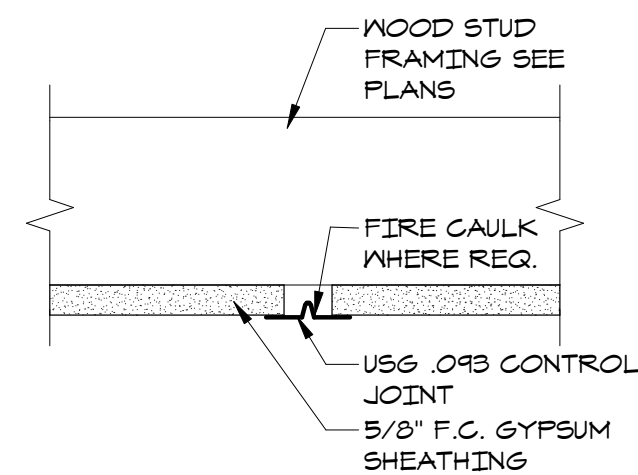 WOOD STUD
FRAMING SEE
PLANS
FIRE CAULK
WHERE REQ.
USG .093 CONTROL
JOINT
5/8" F.C. GYPSUM
SHEATHING